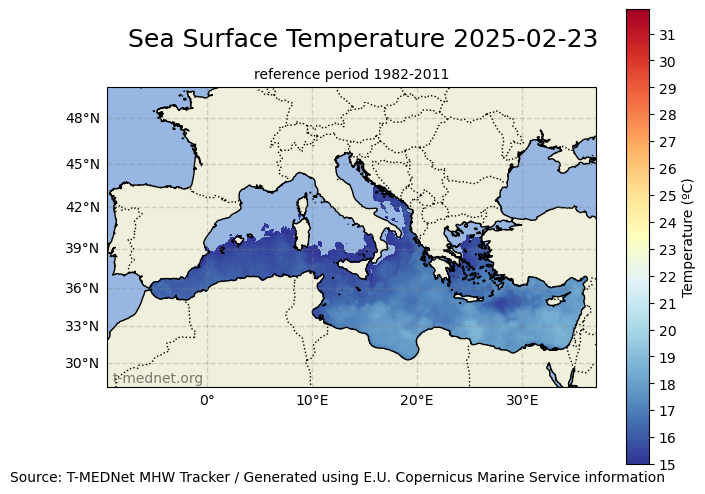 Sea Surface Temperature 2025-02-23
reference period 1982-2011
48°N
45°N
42°N
39°N
36°N
33°N
30°N
t-mednet.org
0°
10°E
20°E
30°E
31
30
29
28
27
26
25
24
23
22
21
20
19
18
17
16
15
Temperature (ºC)
Source: T-MEDNet MHW Tracker / Generated using E.U. Copernicus Marine Service information